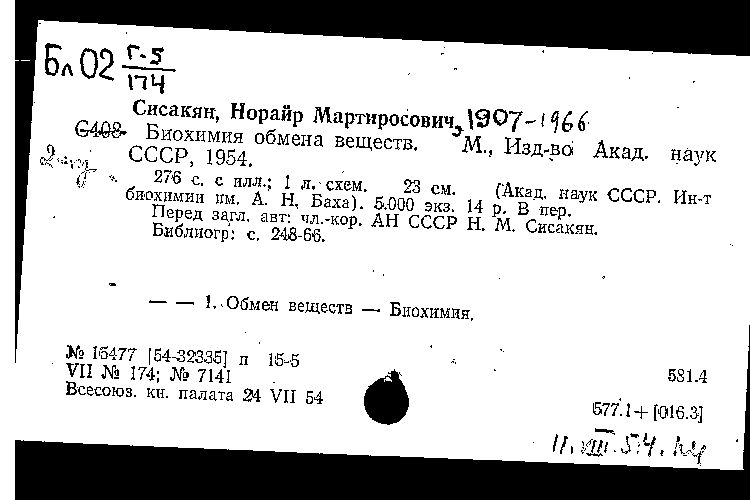 Бл 02 Г-5
174
Сисакян, Норайр Мартиросович, 1907-1966
G408 Биохимия обмена веществ. М., Изд-во Акад. наук
СССР, 1954.
276 с. с илл.; 1 л. схем. 23 см. (Акад. наук СССР. Ин-т
биохимии им. А. Н. Баха). 5.000 экз. 14 р. В пер.
Перед загл. авт: чл.-кор. АН СССР Н. М. Сисакян.
Библиогр: с. 248-66.
— — 1. Обмен веществ — Биохимия.
№ 15477 [54-32335] п 15-5
VII № 174; № 7141 581.4
Всесоюз. кн. палата 24 VII 54
577.1+[016.3]
11.VIII.54.